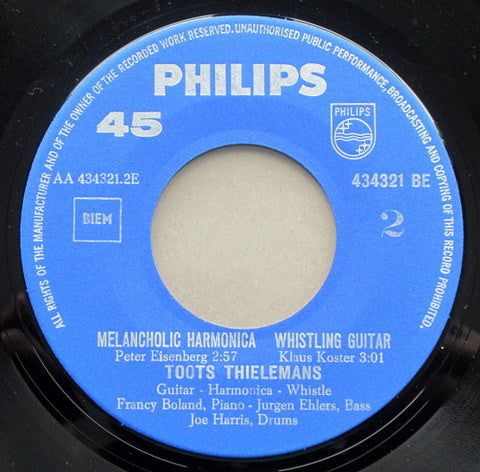 ALL RIGHTS OF THE MANUFACTURER AND OF THE OWNER OF THE RECORDED WORK RESERVED. UNAUTHORISED PUBLIC PERFORMANCE, BROADCASTING AND COPYING OF THIS RECORD PROHIBITED.
PHILIPS
45
PHILIPS
AA 434321.2E
434321 BE
BIEM
2
MELANCHOLIC HARMONICA WHISTLING GUITAR
Peter Eisenberg 2:57 Klaus Koster 3:01
TOOTS THIELEMANS
Guitar - Harmonica - Whistle
Francy Boland, Piano - Jurgen Ehlers, Bass
Joe Harris, Drums